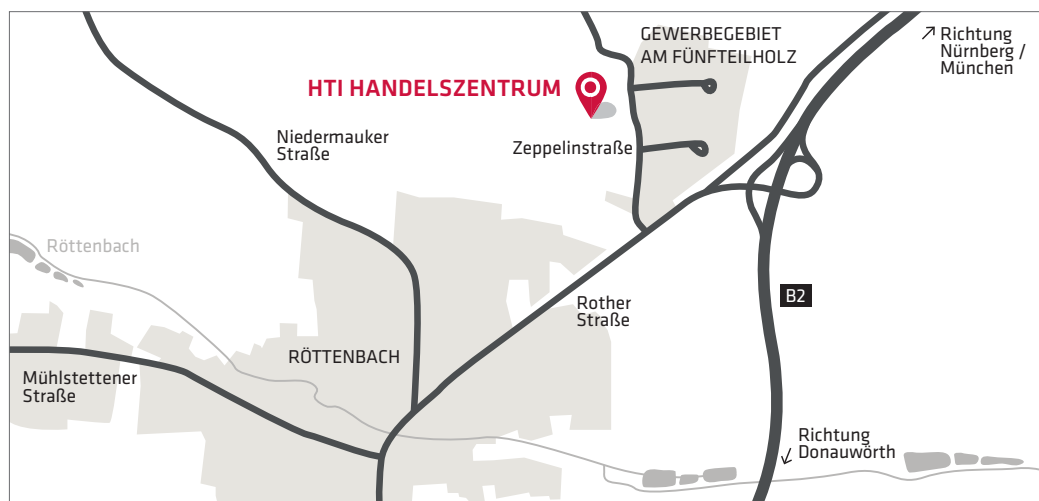 GEWERBEGEBIET
AM FÜNFTEILHOLZ
Richtung
Nürnberg /
München
HTI HANDELSZENTRUM
Niedermauker
Straße
Zeppelinstraße
Röttenbach
B2
Rother
Straße
RÖTTENBACH
Mühlstettener
Straße
Richtung
Donauwörth